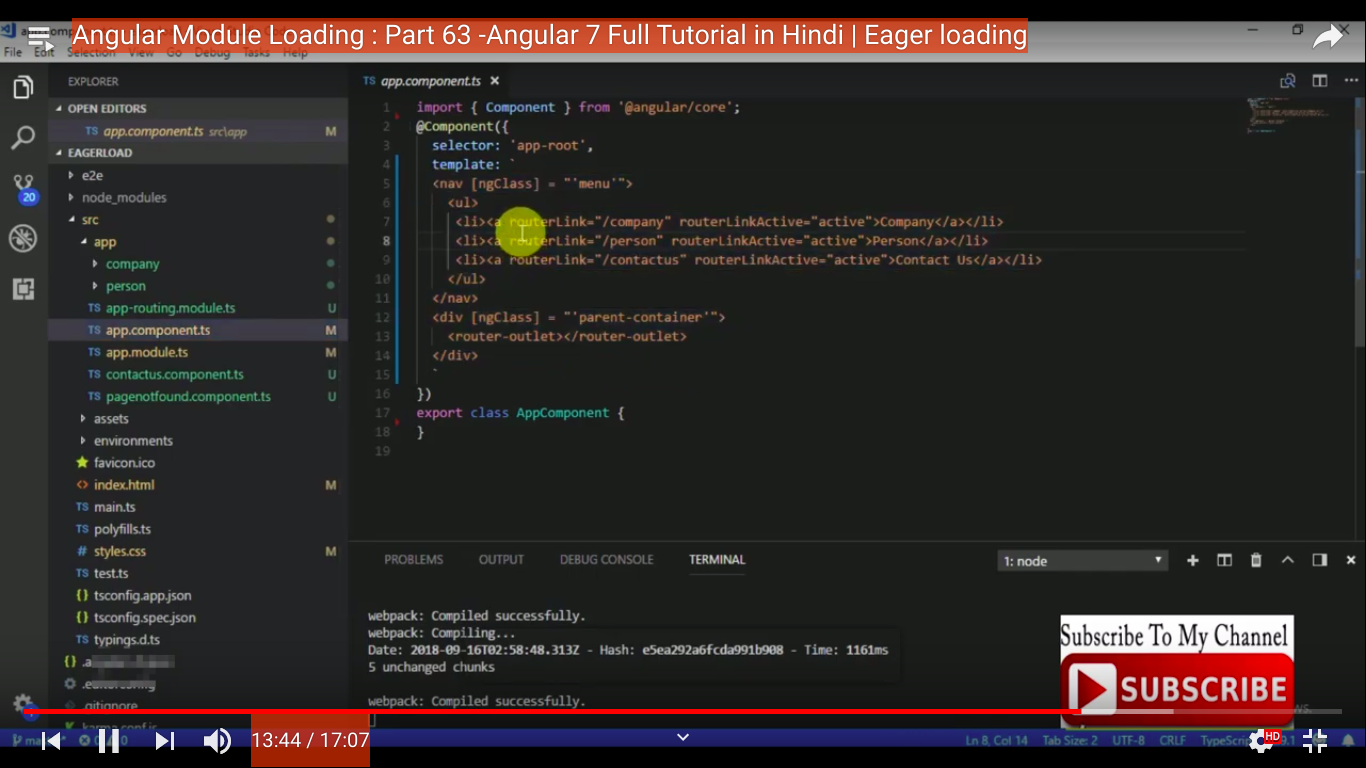 Angular Module Loading : Part 63 -Angular 7 Full Tutorial in Hindi | Eager loading
File Edit Selection View Go Debug Tasks Help
EXPLORER
OPEN EDITORS
TS app.component.ts src\app M
EAGERLOAD
e2e
node_modules
src
app
company
person
TS app-routing.module.ts U
TS app.component.ts M
TS app.module.ts M
TS contactus.component.ts U
TS pagenotfound.component.ts U
assets
environments
favicon.ico
<> index.html M
TS main.ts
TS polyfills.ts
# styles.css M
TS test.ts
{} tsconfig.app.json
{} tsconfig.spec.json
TS typings.d.ts
.editorconfig
.gitignore
karma.conf.js
20
TS app.component.ts ×
1 import { Component } from '@angular/core';
2 @Component({
3 selector: 'app-root',
4 template: `
5 <nav [ngClass] = "'menu'">
6 <ul>
7 <li><a routerLink="/company" routerLinkActive="active">Company</a></li>
8 <li><a routerLink="/person" routerLinkActive="active">Person</a></li>
9 <li><a routerLink="/contactus" routerLinkActive="active">Contact Us</a></li>
10 </ul>
11 </nav>
12 <div [ngClass] = "'parent-container'">
13 <router-outlet></router-outlet>
14 </div>
15 `
16 })
17 export class AppComponent {
18 }
19
PROBLEMS OUTPUT DEBUG CONSOLE TERMINAL 1: node
webpack: Compiled successfully.
webpack: Compiling...
Date: 2018-09-16T02:58:48.313Z - Hash: e5ea292a6fcda991b908 - Time: 1161ms
5 unchanged chunks
webpack: Compiled successfully.
Subscribe To My Channel
SUBSCRIBE
13:44 / 17:07
Ln 8, Col 14 Tab Size: 2 UTF-8 CRLF
HD